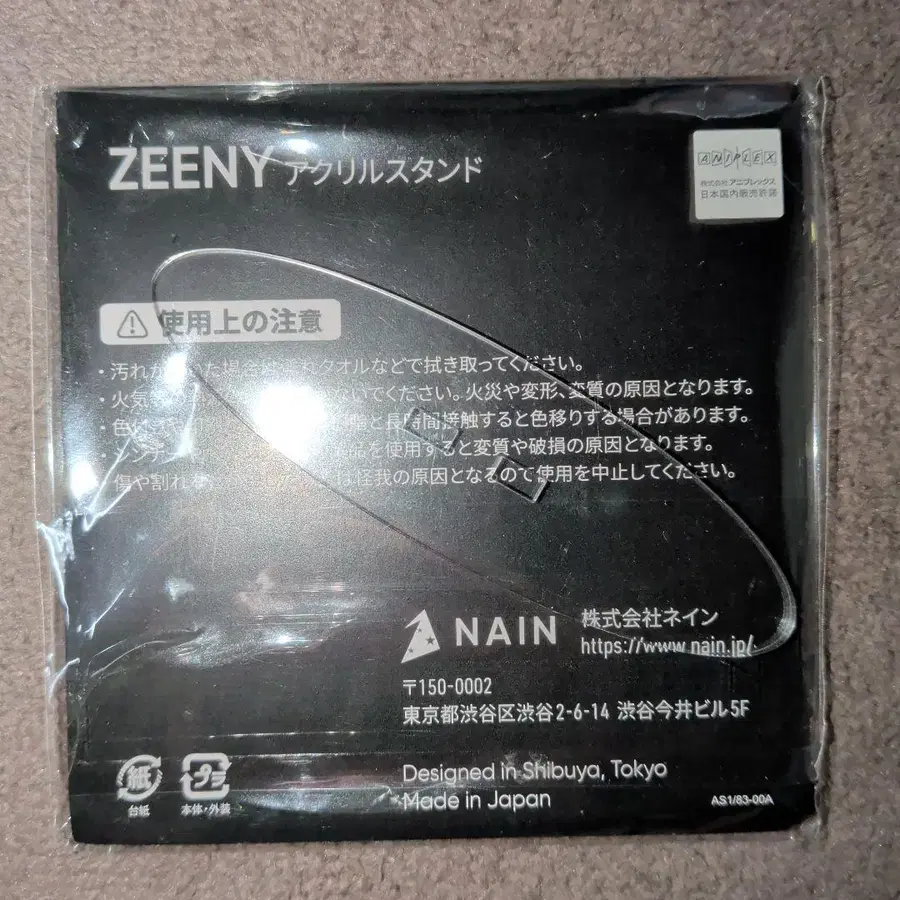 ZEENY アクリルスタンド
ANIPLEX
株式会社アニプレックス
日本国内販売許諾
使用上の注意
・汚れが タオルなどで拭き取ってください。
・火気 いてください。火災や変形、変質の原因となります。
・色 長時間接触すると色移りする場合があります。
・ を使用すると変質や破損の原因となります。
・傷や割れ 怪我の原因となるので使用を中止してください。
NAIN 株式会社ネイン
https://www.nain.jp/
〒150-0002
東京都渋谷区渋谷2-6-14 渋谷今井ビル5F
紙
台紙
プラ
本体・外装
Designed in Shibuya, Tokyo
Made in Japan
AS1/83-00A